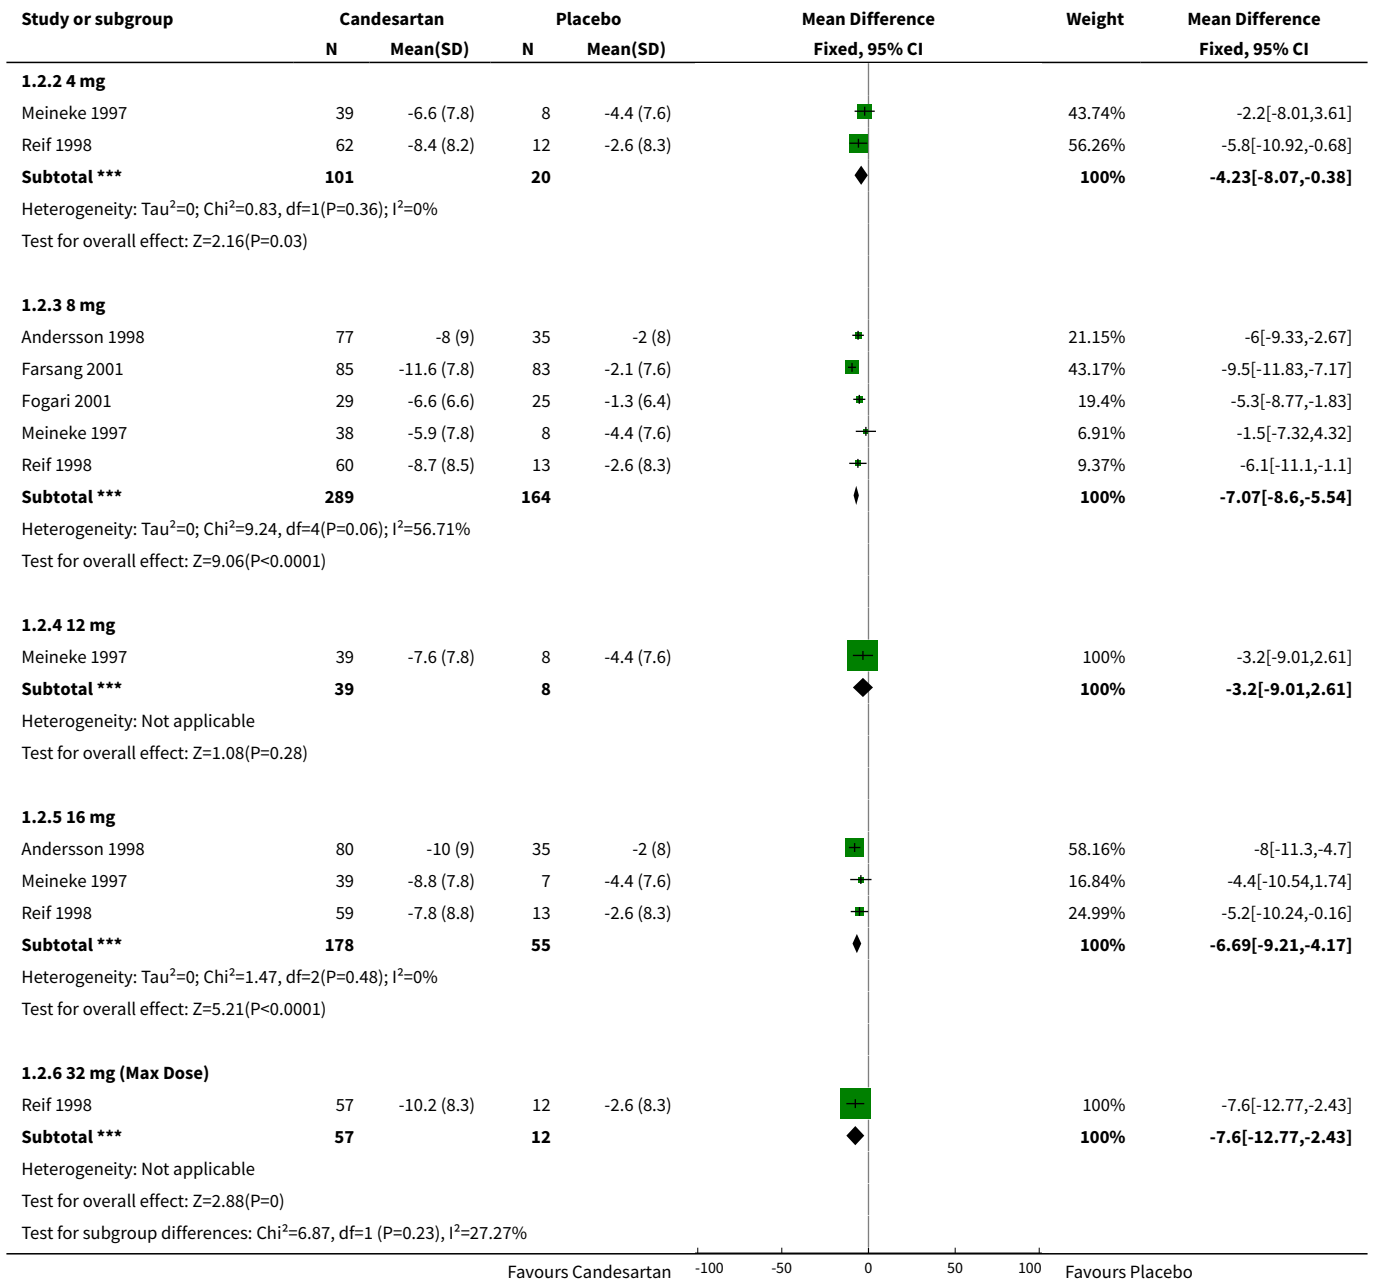 Study or subgroup Candesartan Placebo Mean Difference Weight Mean Difference
N Mean(SD) N Mean(SD) Fixed, 95% CI Fixed, 95% CI
1.2.2 4 mg
Meineke 1997 39 -6.6 (7.8) 8 -4.4 (7.6) 43.74% -2.2[-8.01,3.61]
Reif 1998 62 -8.4 (8.2) 12 -2.6 (8.3) 56.26% -5.8[-10.92,-0.68]
Subtotal *** 101 20 100% -4.23[-8.07,-0.38]
Heterogeneity: Tau²=0; Chi²=0.83, df=1(P=0.36); I²=0%
Test for overall effect: Z=2.16(P=0.03)
1.2.3 8 mg
Andersson 1998 77 -8 (9) 35 -2 (8) 21.15% -6[-9.33,-2.67]
Farsang 2001 85 -11.6 (7.8) 83 -2.1 (7.6) 43.17% -9.5[-11.83,-7.17]
Fogari 2001 29 -6.6 (6.6) 25 -1.3 (6.4) 19.4% -5.3[-8.77,-1.83]
Meineke 1997 38 -5.9 (7.8) 8 -4.4 (7.6) 6.91% -1.5[-7.32,4.32]
Reif 1998 60 -8.7 (8.5) 13 -2.6 (8.3) 9.37% -6.1[-11.1,-1.1]
Subtotal *** 289 164 100% -7.07[-8.6,-5.54]
Heterogeneity: Tau²=0; Chi²=9.24, df=4(P=0.06); I²=56.71%
Test for overall effect: Z=9.06(P<0.0001)
1.2.4 12 mg
Meineke 1997 39 -7.6 (7.8) 8 -4.4 (7.6) 100% -3.2[-9.01,2.61]
Subtotal *** 39 8 100% -3.2[-9.01,2.61]
Heterogeneity: Not applicable
Test for overall effect: Z=1.08(P=0.28)
1.2.5 16 mg
Andersson 1998 80 -10 (9) 35 -2 (8) 58.16% -8[-11.3,-4.7]
Meineke 1997 39 -8.8 (7.8) 7 -4.4 (7.6) 16.84% -4.4[-10.54,1.74]
Reif 1998 59 -7.8 (8.8) 13 -2.6 (8.3) 24.99% -5.2[-10.24,-0.16]
Subtotal *** 178 55 100% -6.69[-9.21,-4.17]
Heterogeneity: Tau²=0; Chi²=1.47, df=2(P=0.48); I²=0%
Test for overall effect: Z=5.21(P<0.0001)
1.2.6 32 mg (Max Dose)
Reif 1998 57 -10.2 (8.3) 12 -2.6 (8.3) 100% -7.6[-12.77,-2.43]
Subtotal *** 57 12 100% -7.6[-12.77,-2.43]
Heterogeneity: Not applicable
Test for overall effect: Z=2.88(P=0)
Test for subgroup differences: Chi²=6.87, df=1 (P=0.23), I²=27.27%
Favours Candesartan -100 -50 0 50 100 Favours Placebo